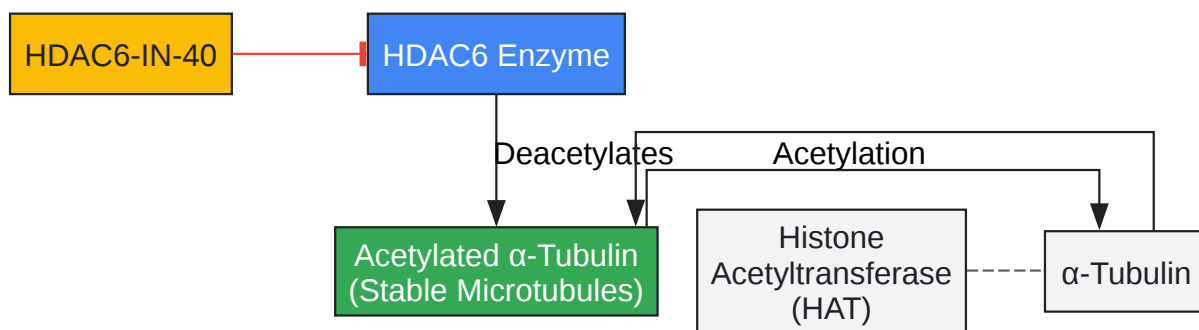 HDAC6-IN-40
HDAC6 Enzyme
Deacetylates
Acetylation
Acetylated α-Tubulin
(Stable Microtubules)
Histone
Acetyltransferase
(HAT)
α-Tubulin